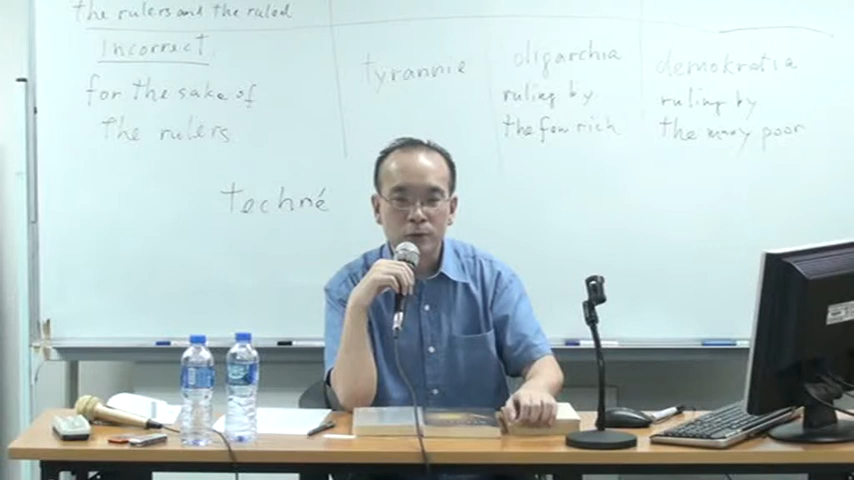 the rulers and the ruled
incorrect
for the sake of
the rulers
tyrannie
oligarchia
ruling by
the few rich
demokratia
ruling by
the many poor
techné